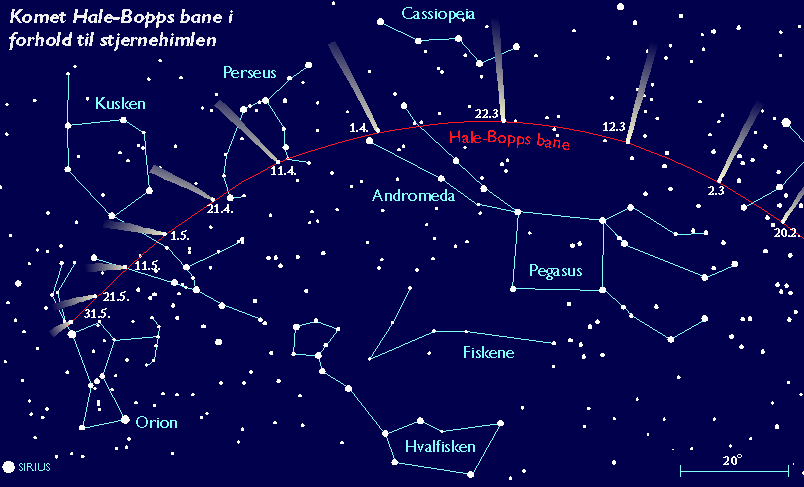 Komet Hale-Bopps bane i
forhold til stjernehimlen
Cassiopeia
Perseus
Kusken
22.3
1.4.
Hale-Bopps bane
12.3
11.4.
Andromeda
2.3
21.4.
20.2.
1.5.
11.5.
Pegasus
21.5.
31.5.
Fiskene
Orion
Hvalfisken
SIRIUS
20°